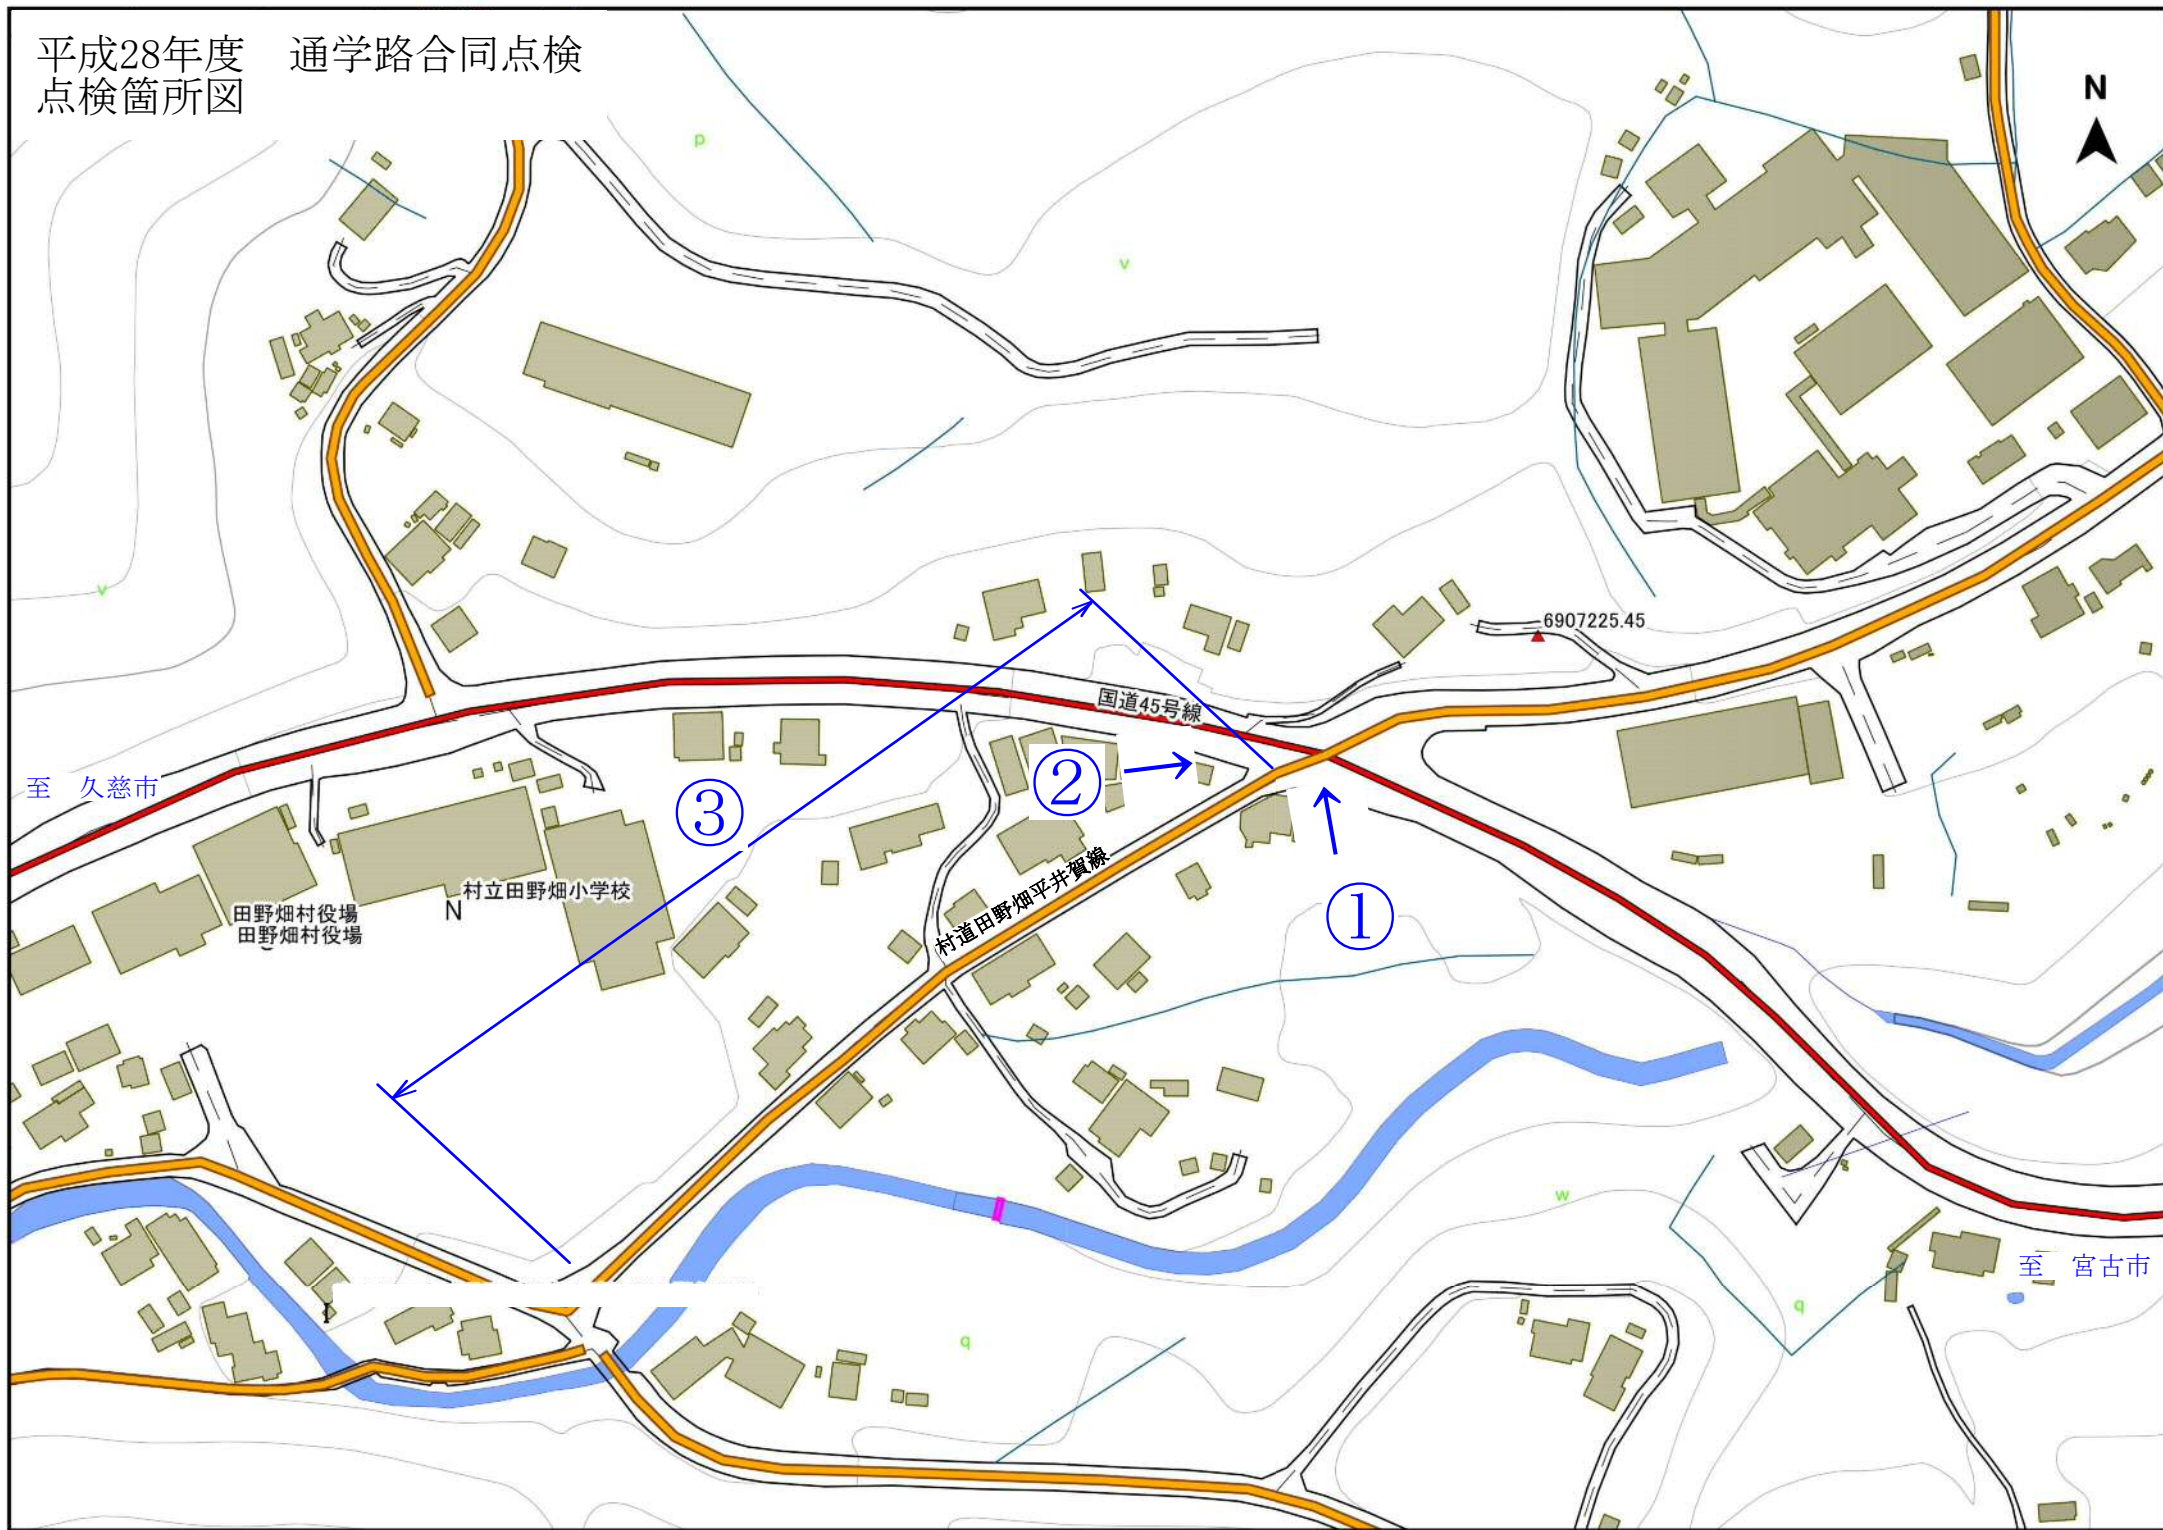 平成28年度　通学路合同点検
点検箇所図
N
p
v
v
6907225.45
国道45号線
至　久慈市
②
③
村道田野畑平井賀線
村立田野畑小学校
N
田野畑村役場
田野畑村役場
①
w
至　宮古市
q
q